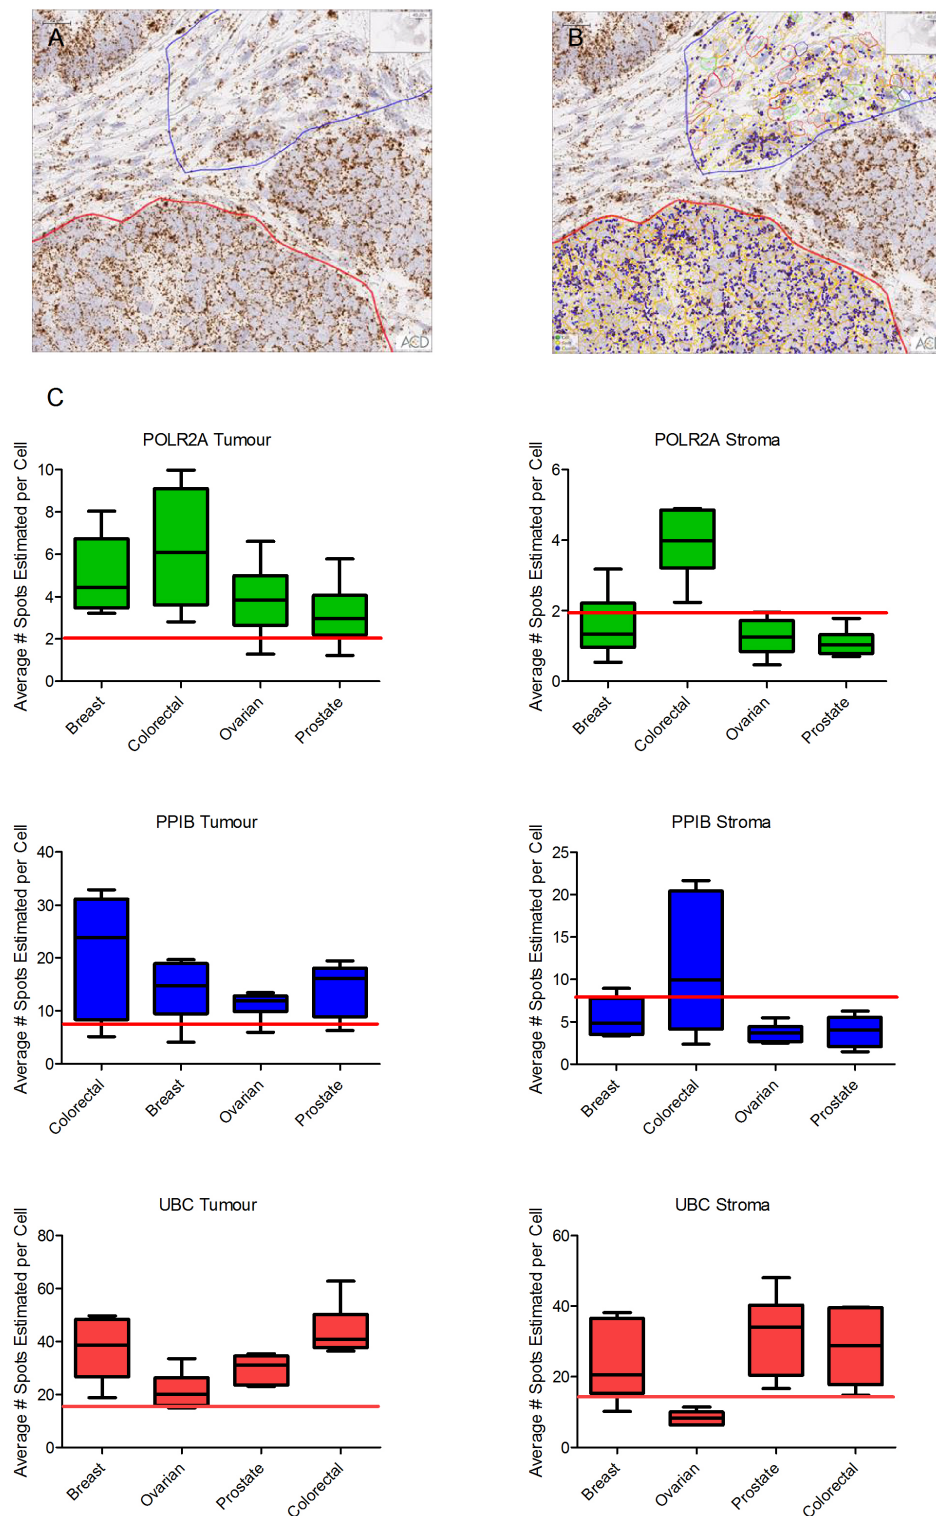 A
B
ACD
ACD
C
POLR2A Tumour
Average # Spots Estimated per Cell
10
8
6
4
2
0
Breast
Colorectal
Ovarian
Prostate
POLR2A Stroma
Average # Spots Estimated per Cell
6
4
2
0
Breast
Colorectal
Ovarian
Prostate
PPIB Tumour
Average # Spots Estimated per Cell
40
30
20
10
0
Colorectal
Breast
Ovarian
Prostate
PPIB Stroma
Average # Spots Estimated per Cell
25
20
15
10
5
0
Breast
Colorectal
Ovarian
Prostate
UBC Tumour
Average # Spots Estimated per Cell
80
60
40
20
0
Breast
Ovarian
Prostate
Colorectal
UBC Stroma
Average # Spots Estimated per Cell
60
40
20
0
Breast
Ovarian
Prostate
Colorectal